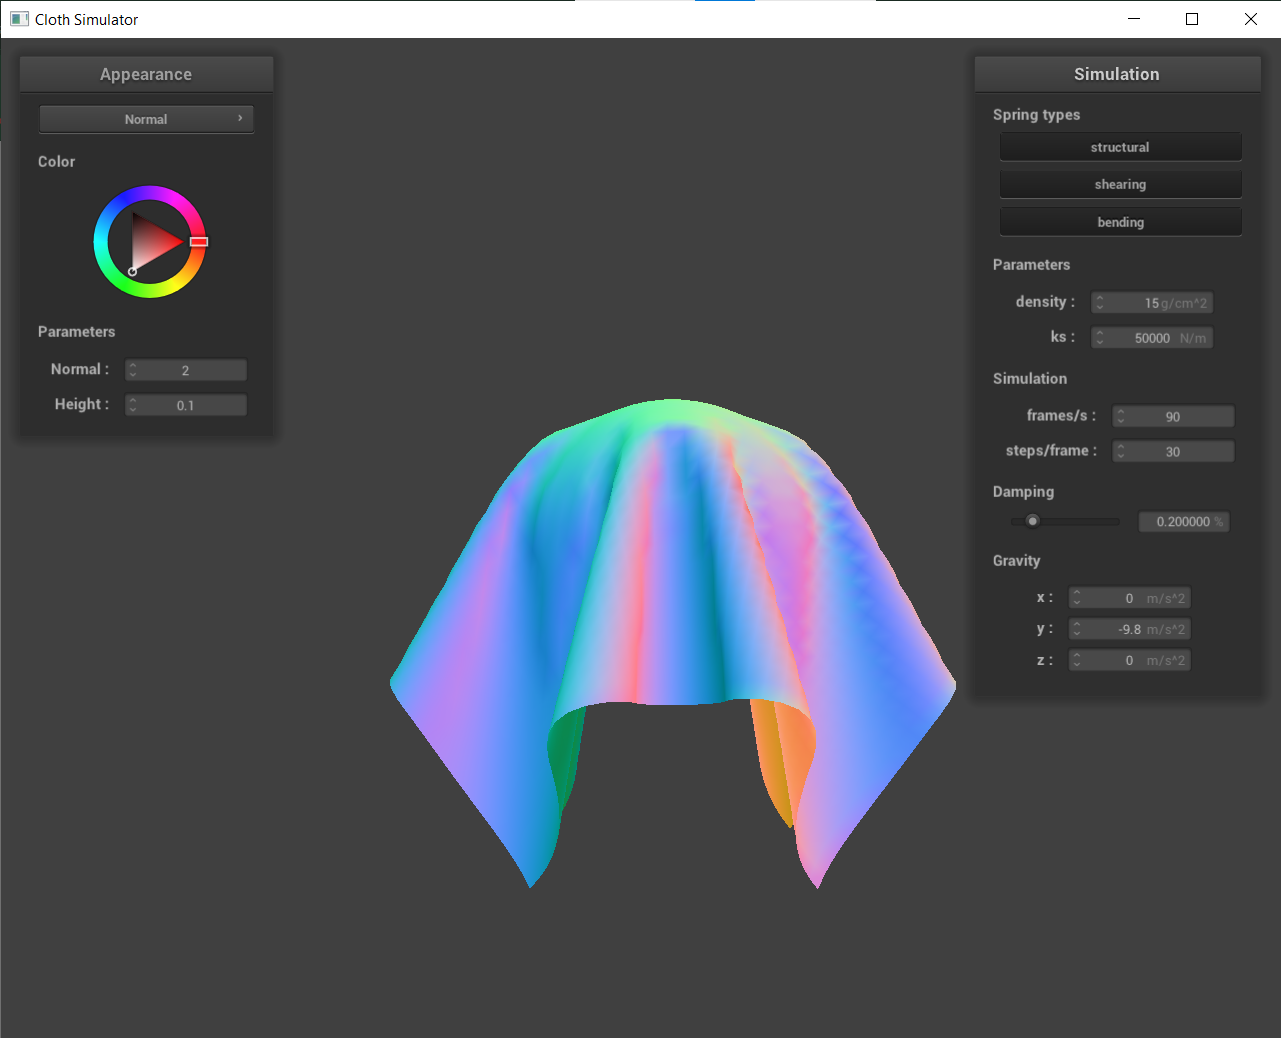 Cloth Simulator
Appearance
Normal
Color
Parameters
Normal : 2
Height : 0.1
Simulation
Spring types
structural
shearing
bending
Parameters
density : 15 g/cm^2
ks : 50000 N/m
Simulation
frames/s : 90
steps/frame : 30
Damping
0.200000 %
Gravity
x : 0 m/s^2
y : -9.8 m/s^2
z : 0 m/s^2